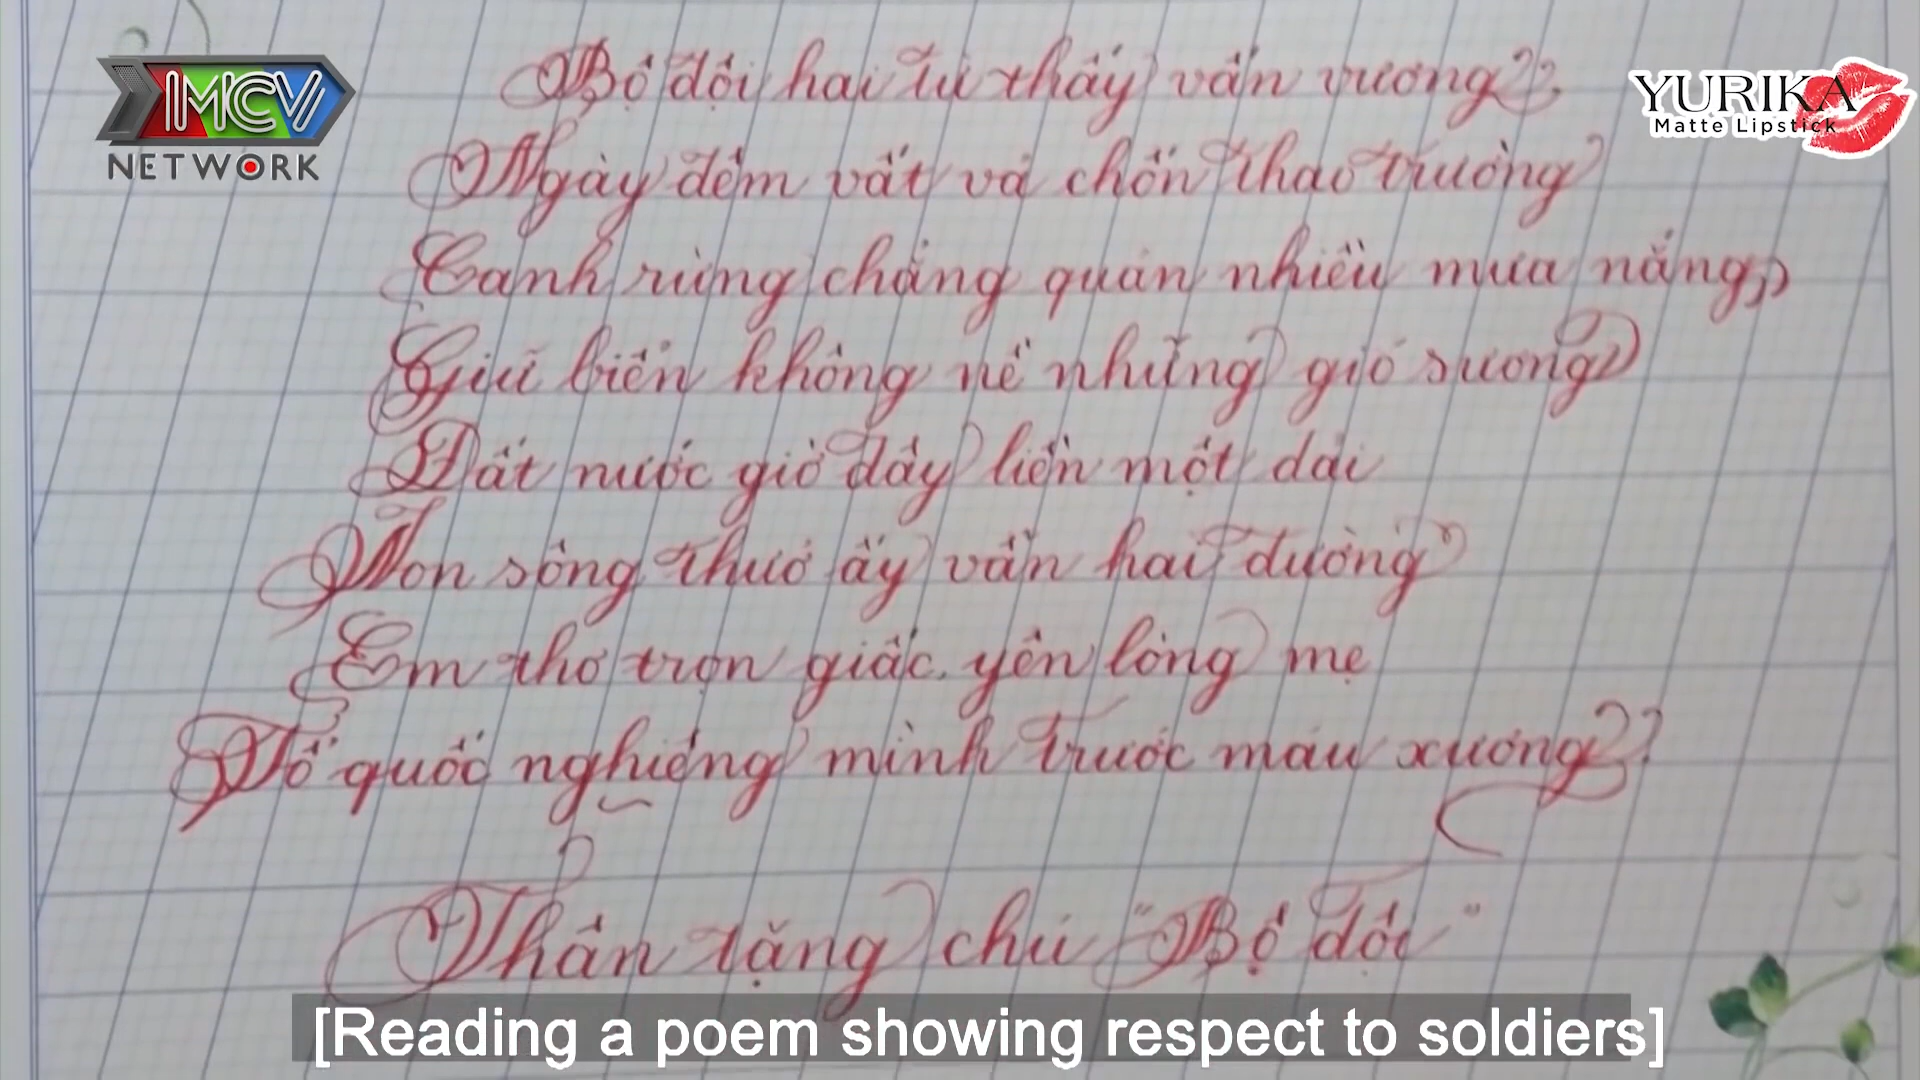 MCV
NETWORK
YURIKA
Matte Lipstick
Bộ đội hai từ thấy vấn vương
Ngày đêm vất vả chốn thao trường
Canh rừng chẳng quản nhiều mưa nắng
Giữ biển không nề những gió sương
Đất nước giờ đây liền một dải
Non sông thuở ấy vẫn hai đường
Em thơ trọn giấc, yên lòng mẹ
Tổ quốc nghiêng mình trước máu xương
Thân tặng chú "Bộ đội"
[Reading a poem showing respect to soldiers]